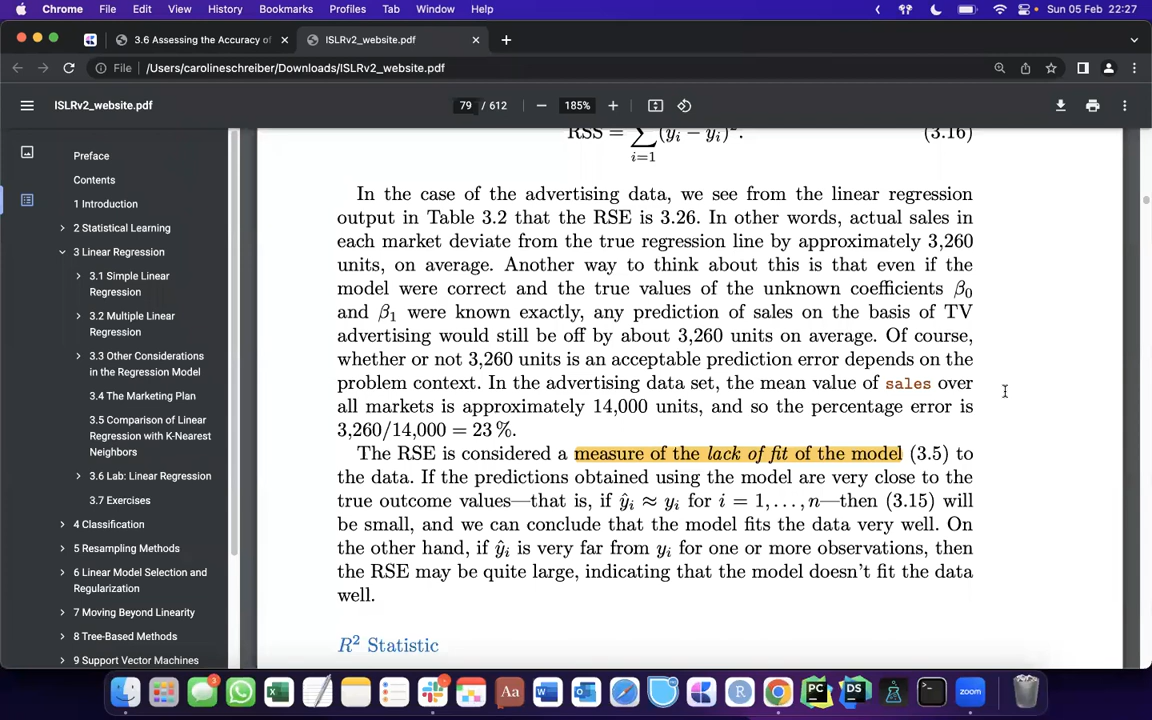 Chrome File Edit View History Bookmarks Profiles Tab Window Help Sun 05 Feb 22:27
3.6 Assessing the Accuracy of
ISLRv2_website.pdf
File /Users/carolineschreiber/Downloads/ISLRv2_website.pdf
ISLRv2_website.pdf 79 / 612 185%
Preface
Contents
1 Introduction
2 Statistical Learning
3 Linear Regression
3.1 Simple Linear
Regression
3.2 Multiple Linear
Regression
3.3 Other Considerations
in the Regression Model
3.4 The Marketing Plan
3.5 Comparison of Linear
Regression with K-Nearest
Neighbors
3.6 Lab: Linear Regression
3.7 Exercises
4 Classification
5 Resampling Methods
6 Linear Model Selection and
Regularization
7 Moving Beyond Linearity
8 Tree-Based Methods
9 Support Vector Machines
RSS = ∑ (yᵢ − ŷᵢ)². (3.16)
i=1
In the case of the advertising data, we see from the linear regression
output in Table 3.2 that the RSE is 3.26. In other words, actual sales in
each market deviate from the true regression line by approximately 3,260
units, on average. Another way to think about this is that even if the
model were correct and the true values of the unknown coefficients β₀
and β₁ were known exactly, any prediction of sales on the basis of TV
advertising would still be off by about 3,260 units on average. Of course,
whether or not 3,260 units is an acceptable prediction error depends on the
problem context. In the advertising data set, the mean value of sales over
all markets is approximately 14,000 units, and so the percentage error is
3,260/14,000 = 23 %.
The RSE is considered a measure of the lack of fit of the model (3.5) to
the data. If the predictions obtained using the model are very close to the
true outcome values—that is, if ŷᵢ ≈ yᵢ for i = 1, . . . , n—then (3.15) will
be small, and we can conclude that the model fits the data very well. On
the other hand, if ŷᵢ is very far from yᵢ for one or more observations, then
the RSE may be quite large, indicating that the model doesn't fit the data
well.
R² Statistic
3
Aa
PC
DS
zoom